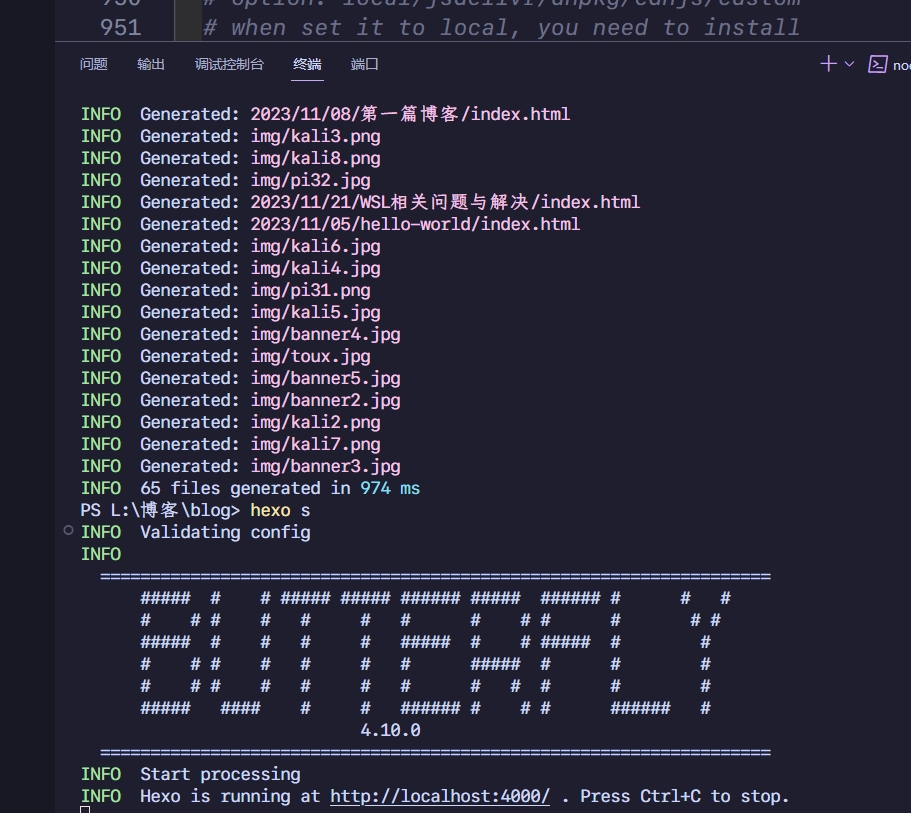 950 # option: local/jsdelivr/unpkg/cdnjs/custom
951 # when set it to local, you need to install
问题 输出 调试控制台 终端 端口
INFO Generated: 2023/11/08/第一篇博客/index.html
INFO Generated: img/kali3.png
INFO Generated: img/kali8.png
INFO Generated: img/pi32.jpg
INFO Generated: 2023/11/21/WSL相关问题与解决/index.html
INFO Generated: 2023/11/05/hello-world/index.html
INFO Generated: img/kali6.jpg
INFO Generated: img/kali4.jpg
INFO Generated: img/pi31.png
INFO Generated: img/kali5.jpg
INFO Generated: img/banner4.jpg
INFO Generated: img/toux.jpg
INFO Generated: img/banner5.jpg
INFO Generated: img/banner2.jpg
INFO Generated: img/kali2.png
INFO Generated: img/kali7.png
INFO Generated: img/banner3.jpg
INFO 65 files generated in 974 ms
PS L:\博客\blog> hexo s
INFO Validating config
INFO
===================================================================
BUTTERFLY
4.10.0
===================================================================
INFO Start processing
INFO Hexo is running at http://localhost:4000/ . Press Ctrl+C to stop.